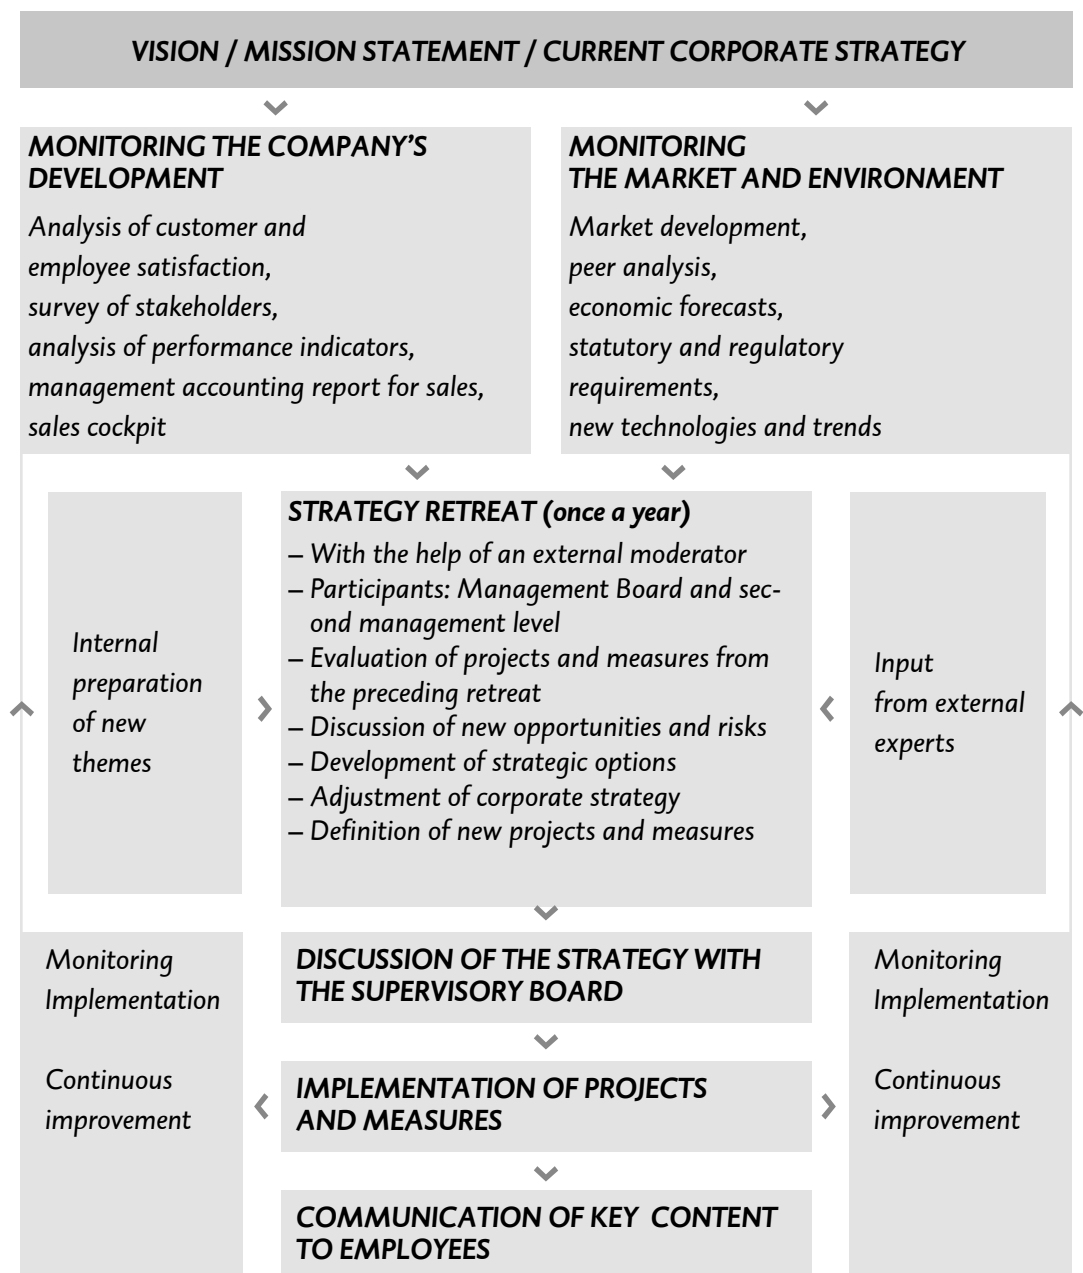 VISION / MISSION STATEMENT / CURRENT CORPORATE STRATEGY
MONITORING THE COMPANY'S
DEVELOPMENT
Analysis of customer and
employee satisfaction,
survey of stakeholders,
analysis of performance indicators,
management accounting report for sales,
sales cockpit
MONITORING
THE MARKET AND ENVIRONMENT
Market development,
peer analysis,
economic forecasts,
statutory and regulatory
requirements,
new technologies and trends
Internal
preparation
of new
themes
STRATEGY RETREAT (once a year)
– With the help of an external moderator
– Participants: Management Board and sec-
ond management level
– Evaluation of projects and measures from
the preceding retreat
– Discussion of new opportunities and risks
– Development of strategic options
– Adjustment of corporate strategy
– Definition of new projects and measures
Input
from external
experts
Monitoring
Implementation
Continuous
improvement
DISCUSSION OF THE STRATEGY WITH
THE SUPERVISORY BOARD
IMPLEMENTATION OF PROJECTS
AND MEASURES
COMMUNICATION OF KEY CONTENT
TO EMPLOYEES
Monitoring
Implementation
Continuous
improvement